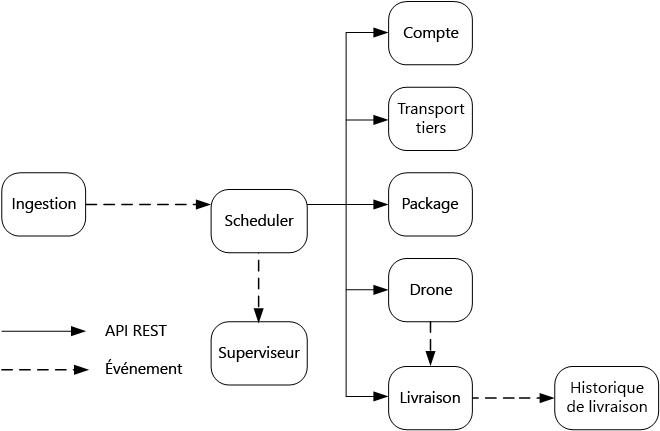 Compte
Transport
tiers
Ingestion
Scheduler
Package
Drone
API REST
Superviseur
Événement
Livraison
Historique
de livraison